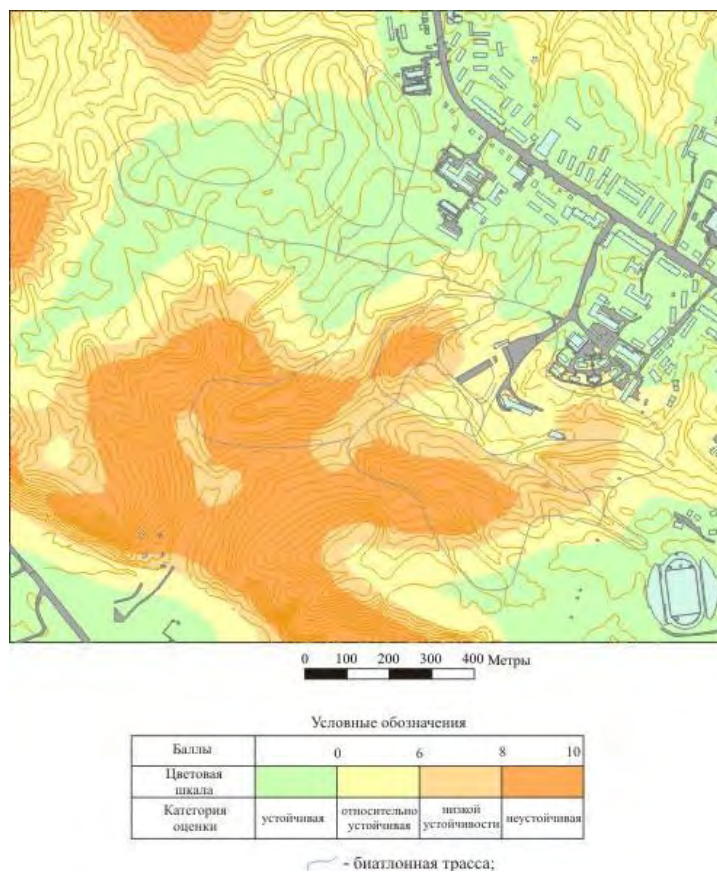 0 100 200 300 400 Метры
Условные обозначения
Баллы 0 6 8 10
Цветовая
шкала
Категория
оценки
устойчивая
относительно
устойчивая
низкой
устойчивости
неустойчивая
- биатлонная трасса;